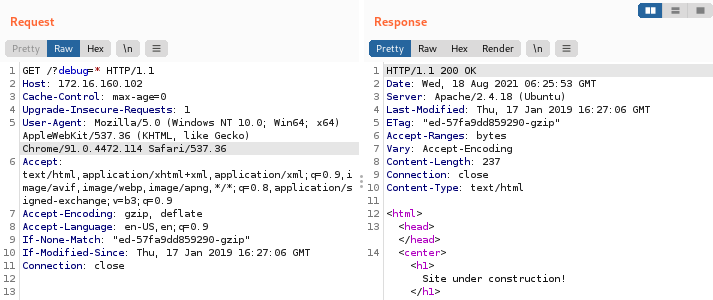 Request
Pretty Raw Hex \n
1 GET /?debug=* HTTP/1.1
2 Host: 172.16.160.102
3 Cache-Control: max-age=0
4 Upgrade-Insecure-Requests: 1
5 User-Agent: Mozilla/5.0 (Windows NT 10.0; Win64; x64)
AppleWebKit/537.36 (KHTML, like Gecko)
Chrome/91.0.4472.114 Safari/537.36
6 Accept:
text/html,application/xhtml+xml,application/xml;q=0.9,i
mage/avif,image/webp,image/apng,*/*;q=0.8,application/s
igned-exchange;v=b3;q=0.9
7 Accept-Encoding: gzip, deflate
8 Accept-Language: en-US,en;q=0.9
9 If-None-Match: "ed-57fa9dd859290-gzip"
10 If-Modified-Since: Thu, 17 Jan 2019 16:27:06 GMT
11 Connection: close
12
13
Response
Pretty Raw Hex Render \n
1 HTTP/1.1 200 OK
2 Date: Wed, 18 Aug 2021 06:25:53 GMT
3 Server: Apache/2.4.18 (Ubuntu)
4 Last-Modified: Thu, 17 Jan 2019 16:27:06 GMT
5 ETag: "ed-57fa9dd859290-gzip"
6 Accept-Ranges: bytes
7 Vary: Accept-Encoding
8 Content-Length: 237
9 Connection: close
10 Content-Type: text/html
11
12 <html>
13 <head>
</head>
14 <center>
<h1>
Site under construction!
</h1>